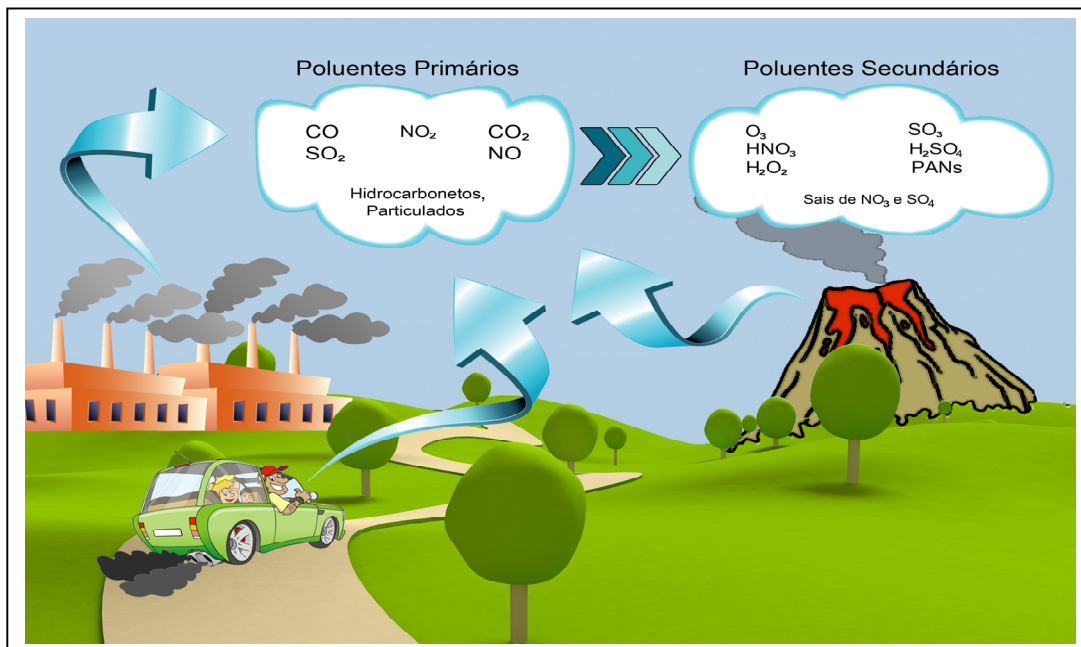 Poluentes Primários
CO NO₂ CO₂
SO₂ NO
Hidrocarbonetos,
Particulados
Poluentes Secundários
O₃ SO₃
HNO₃ H₂SO₄
H₂O₂ PANs
Sais de NO₃ e SO₄